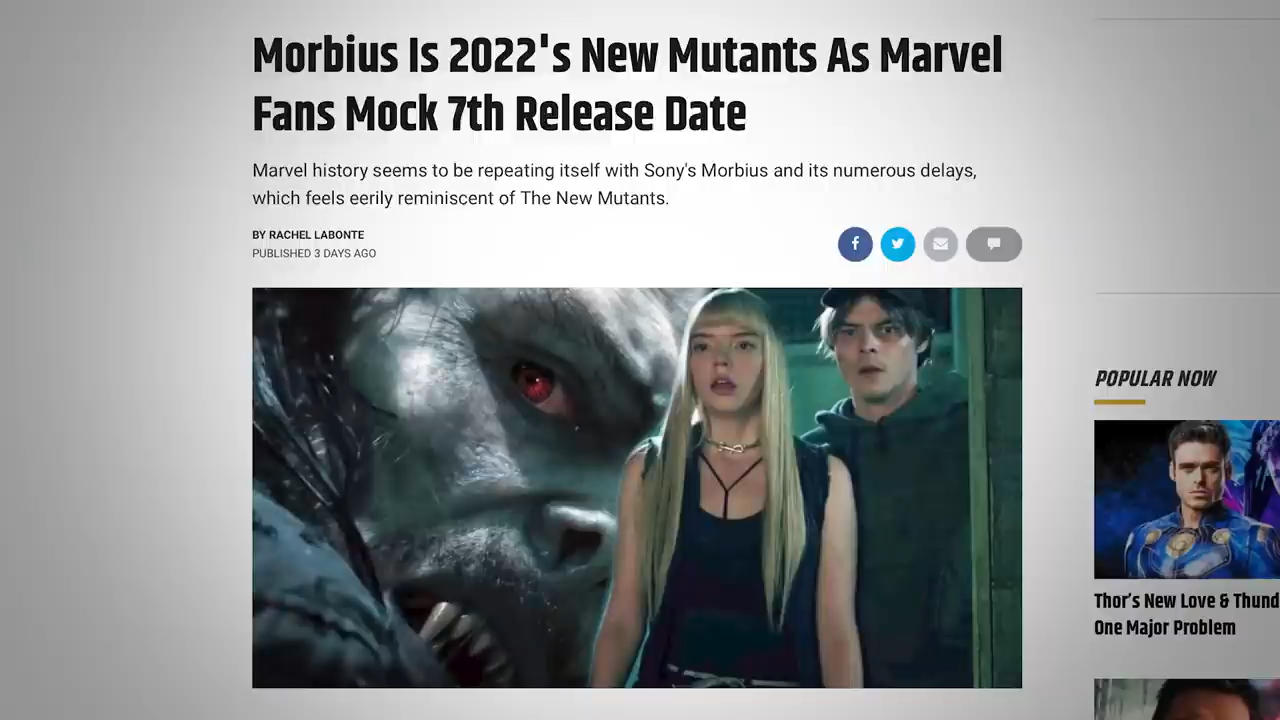 Morbius Is 2022's New Mutants As Marvel
Fans Mock 7th Release Date
Marvel history seems to be repeating itself with Sony's Morbius and its numerous delays,
which feels eerily reminiscent of The New Mutants.
BY RACHEL LABONTE
PUBLISHED 3 DAYS AGO
POPULAR NOW
Thor's New Love & Thund
One Major Problem